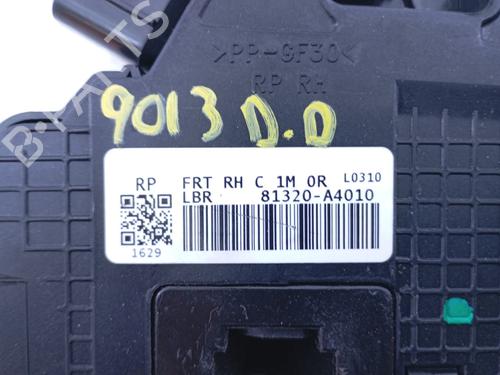 >PP-GF30<
RP RH
9013 D.D
RP FRT RH C 1M 0R L0310
LBR 81320-A4010
1629
B-PARTS